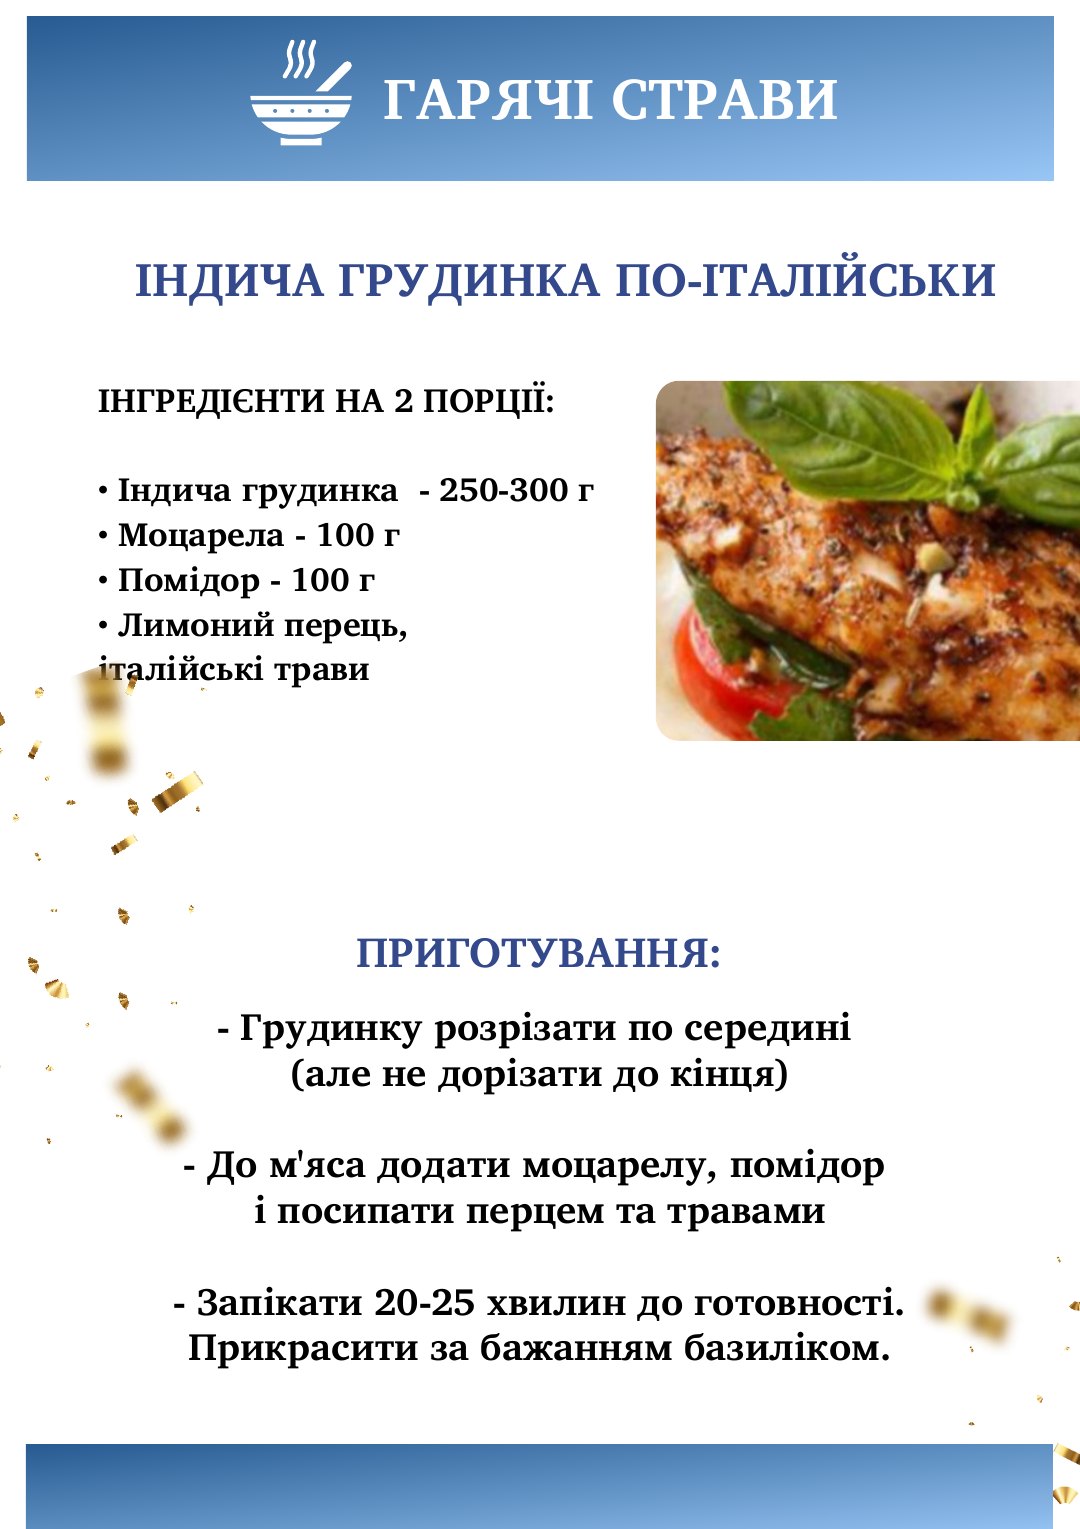 ГАРЯЧІ СТРАВИ
ІНДИЧА ГРУДИНКА ПО-ІТАЛІЙСЬКИ
ІНГРЕДІЄНТИ НА 2 ПОРЦІЇ:
• Індича грудинка - 250-300 г
• Моцарела - 100 г
• Помідор - 100 г
• Лимоний перець,
італійські трави
ПРИГОТУВАННЯ:
- Грудинку розрізати по середині
(але не дорізати до кінця)
- До м'яса додати моцарелу, помідор
і посипати перцем та травами
- Запікати 20-25 хвилин до готовності.
Прикрасити за бажанням базиліком.